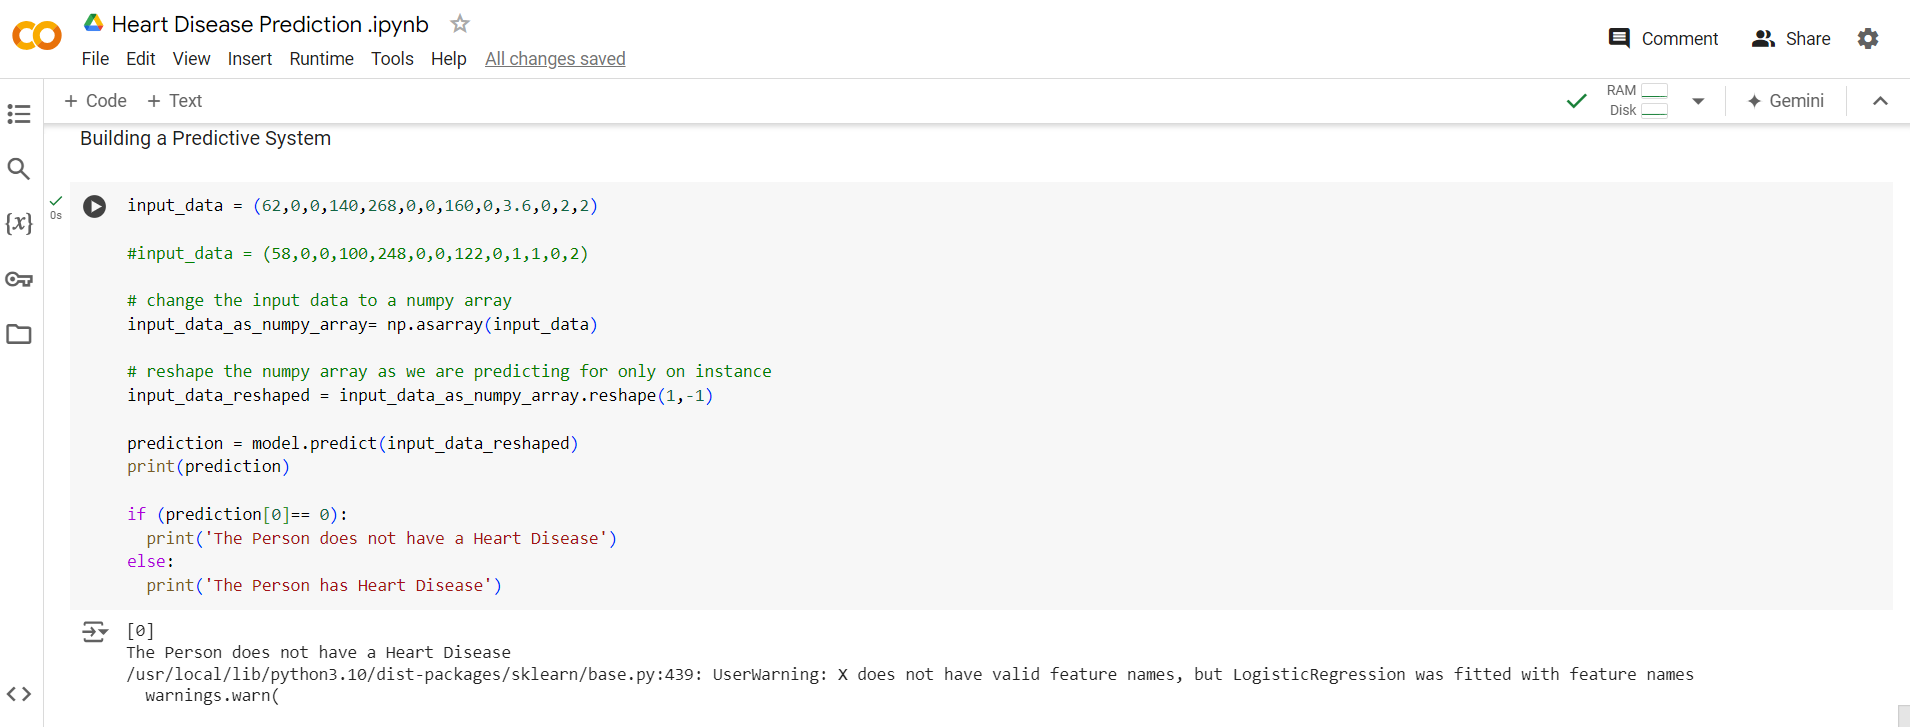 Heart Disease Prediction .ipynb
File Edit View Insert Runtime Tools Help All changes saved
Comment Share
+ Code + Text
RAM
Disk
Gemini
Building a Predictive System
{x}
0s
input_data = (62,0,0,140,268,0,0,160,0,3.6,0,2,2)
#input_data = (58,0,0,100,248,0,0,122,0,1,1,0,2)
# change the input data to a numpy array
input_data_as_numpy_array= np.asarray(input_data)
# reshape the numpy array as we are predicting for only on instance
input_data_reshaped = input_data_as_numpy_array.reshape(1,-1)
prediction = model.predict(input_data_reshaped)
print(prediction)
if (prediction[0]== 0):
  print('The Person does not have a Heart Disease')
else:
  print('The Person has Heart Disease')
[0]
The Person does not have a Heart Disease
/usr/local/lib/python3.10/dist-packages/sklearn/base.py:439: UserWarning: X does not have valid feature names, but LogisticRegression was fitted with feature names
  warnings.warn(